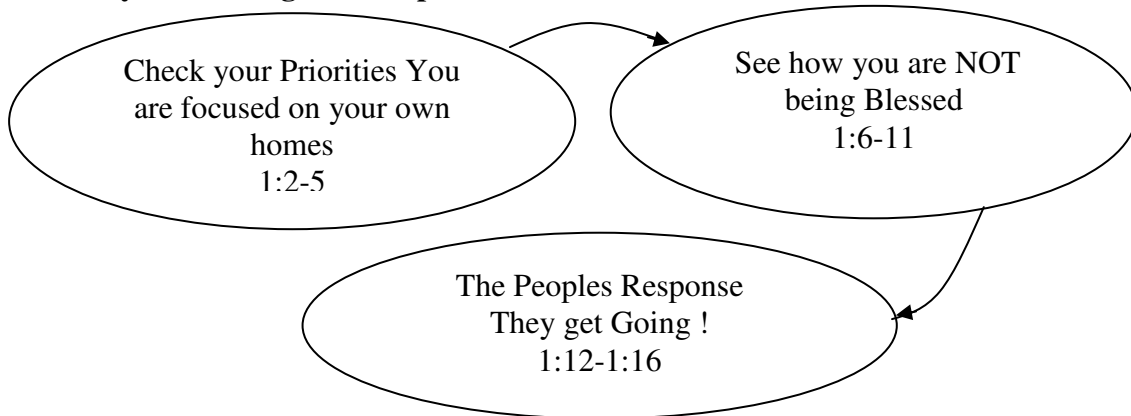 Check your Priorities You
are focused on your own
homes
1:2-5
See how you are NOT
being Blessed
1:6-11
The Peoples Response
They get Going !
1:12-1:16